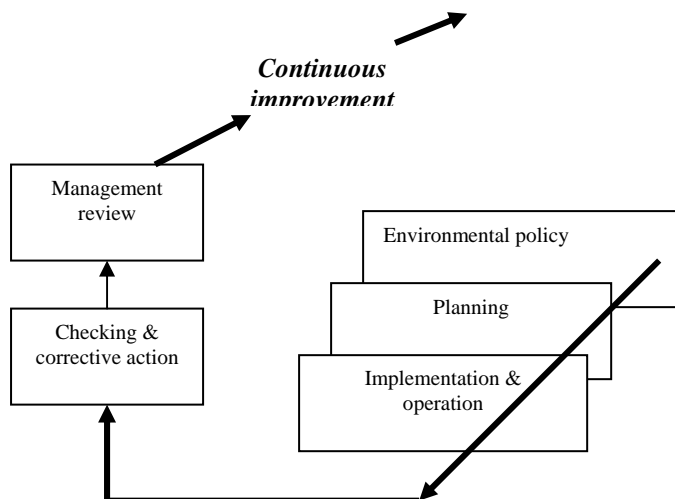 Continuous
improvement
Management
review
Environmental policy
Planning
Checking &
corrective action
Implementation &
operation